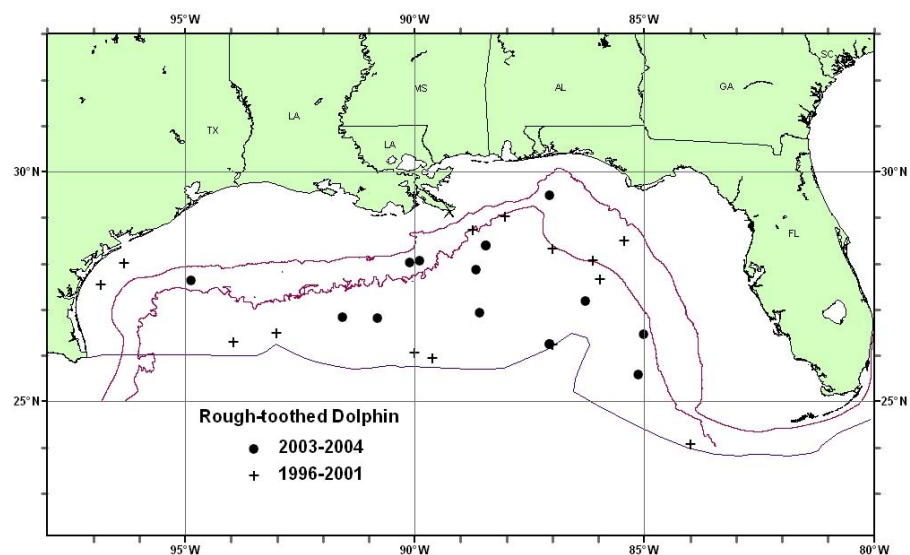 95°W 90°W 85°W
SC
MS AL GA
TX LA
LA
30°N 30°N
FL
25°N 25°N
Rough-toothed Dolphin
2003-2004
1996-2001
95°W 90°W 85°W 80°W